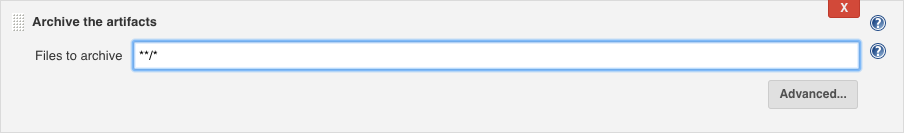 X
Archive the artifacts
?
Files to archive **/*
?
Advanced...